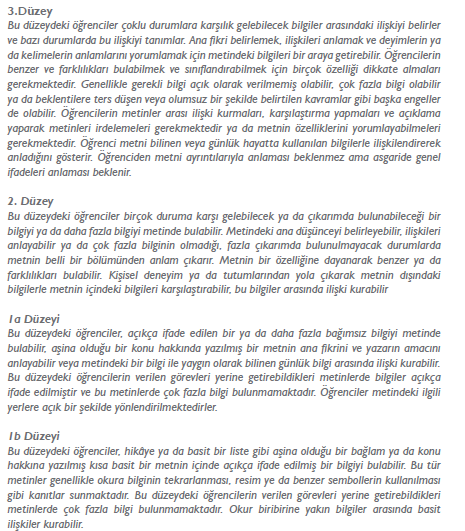 3.Düzey
Bu düzeydeki öğrenciler çoklu durumlara karşılık gelebilecek bilgiler arasındaki ilişkiyi belirler
ve bazı durumlarda bu ilişkiyi tanımlar. Ana fikri belirlemek, ilişkileri anlamak ve deyimlerin ya
da kelimelerin anlamlarını yorumlamak için metindeki bilgileri bir araya getirebilir. Öğrencilerin
benzer ve farklılıkları bulabilmek ve sınıflandırabilmek için birçok özelliği dikkate almaları
gerekmektedir. Genellikle gerekli bilgi açık olarak verilmemiş olabilir, çok fazla bilgi olabilir
ya da beklentilere ters düşen veya olumsuz bir şekilde belirtilen kavramlar gibi başka engeller
de olabilir. Öğrencilerin metinler arası ilişki kurmaları, karşılaştırma yapmaları ve açıklama
yaparak metinleri irdelemeleri gerekmektedir ya da metnin özelliklerini yorumlayabilmeleri
gerekmektedir. Öğrenci metni bilinen veya günlük hayatta kullanılan bilgilerle ilişkilendirerek
anladığını gösterir. Öğrenciden metni ayrıntılarıyla anlaması beklenmez ama asgaride genel
ifadeleri anlaması beklenir.
2. Düzey
Bu düzeydeki öğrenciler birçok duruma karşı gelebilecek ya da çıkarımda bulunabileceği bir
bilgiyi ya da daha fazla bilgiyi metinde bulabilir. Metindeki ana düşünceyi belirleyebilir, ilişkileri
anlayabilir ya da çok fazla bilginin olmadığı, fazla çıkarımda bulunulmayacak durumlarda
metnin belli bir bölümünden anlam çıkarır. Metnin bir özelliğine dayanarak benzer ya da
farklılıkları bulabilir. Kişisel deneyim ya da tutumlarından yola çıkarak metnin dışındaki
bilgilerle metnin içindeki bilgileri karşılaştırabilir, bu bilgiler arasında ilişki kurabilir
1a Düzeyi
Bu düzeydeki öğrenciler, açıkça ifade edilen bir ya da daha fazla bağımsız bilgiyi metinde
bulabilir, aşina olduğu bir konu hakkında yazılmış bir metnin ana fikrini ve yazarın amacını
anlayabilir veya metindeki bir bilgi ile yaygın olarak bilinen günlük bilgi arasında ilişki kurabilir.
Bu düzeydeki öğrencilerin verilen görevleri yerine getirebildikleri metinlerde bilgiler açıkça
ifade edilmiştir ve bu metinlerde çok fazla bilgi bulunmamaktadır. Öğrenciler metindeki ilgili
yerlere açık bir şekilde yönlendirilmektedirler.
1b Düzeyi
Bu düzeydeki öğrenciler, hikâye ya da basit bir liste gibi aşina olduğu bir bağlam ya da konu
hakkına yazılmış kısa basit bir metnin içinde açıkça ifade edilmiş bir bilgiyi bulabilir. Bu tür
metinler genellikle okura bilginin tekrarlanması, resim ye da benzer sembollerin kullanılması
gibi kanıtlar sunmaktadır. Bu düzeydeki öğrencilerin verilen görevleri yerine getirebildikleri
metinlerde çok fazla bilgi bulunmamaktadır. Okur biribirine yakın bilgiler arasında basit
ilişkiler kurabilir.